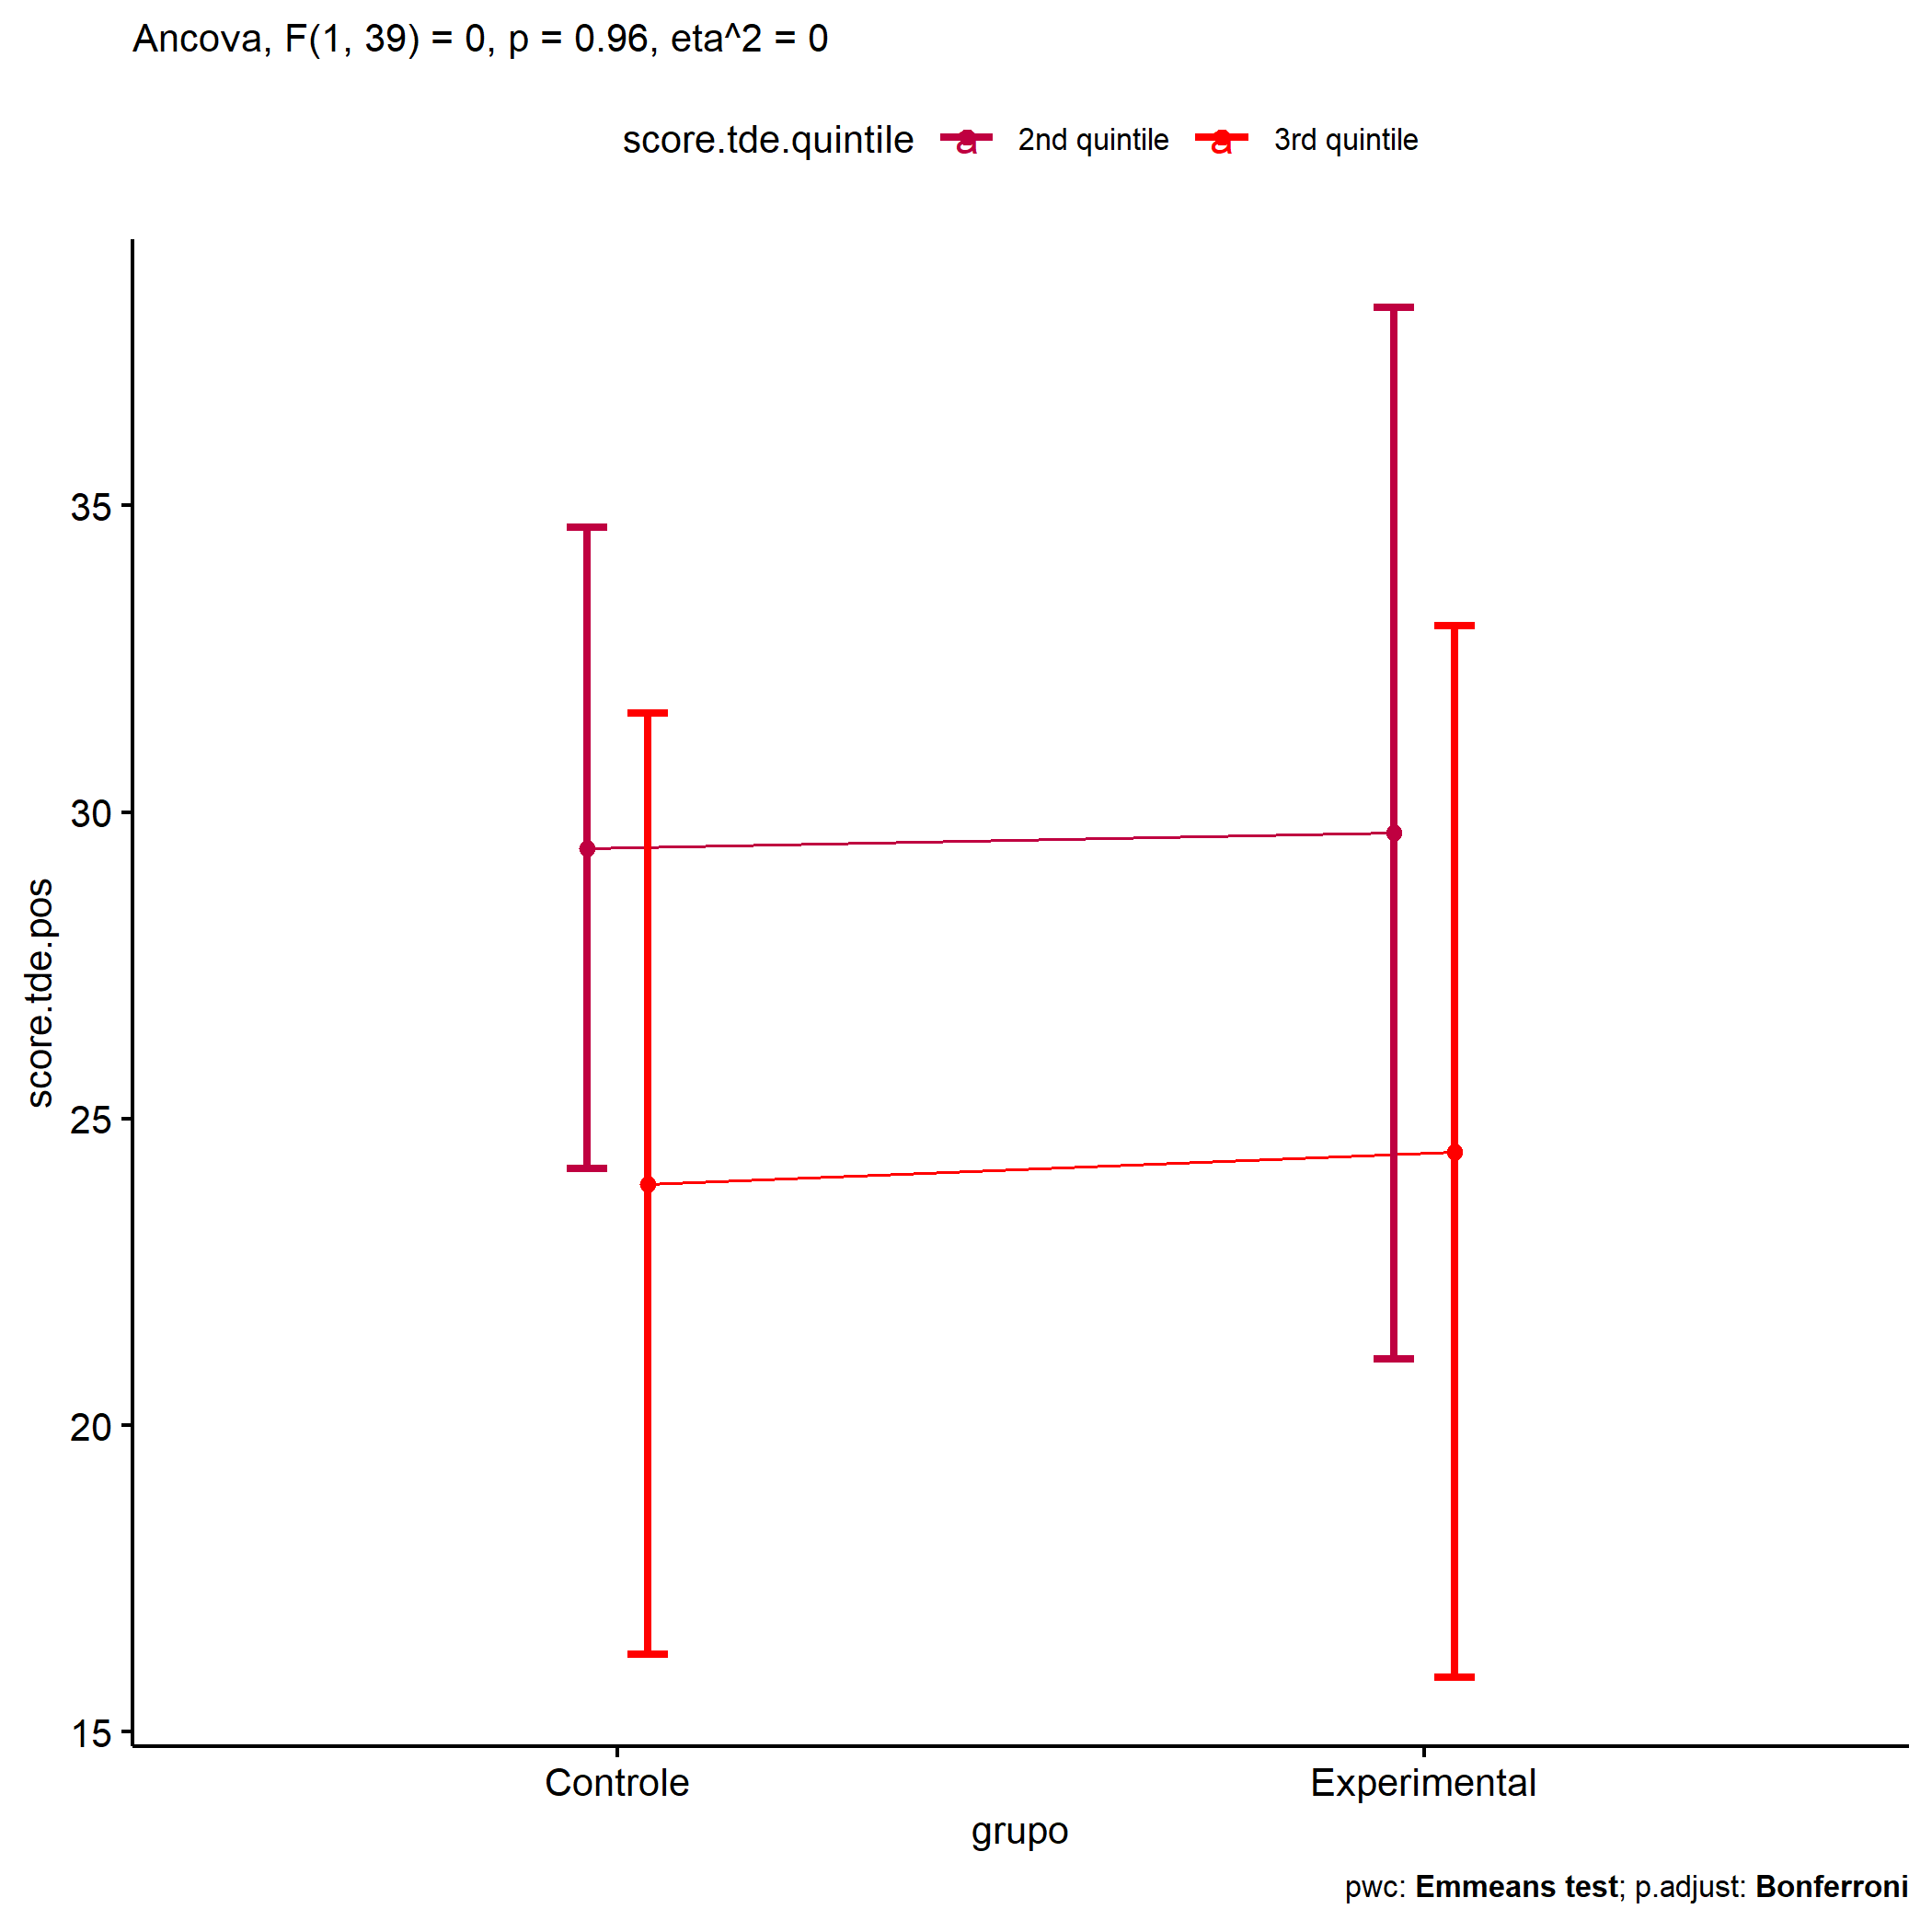 Ancova, F(1, 39) = 0, p = 0.96, eta^2 = 0
score.tde.quintile a 2nd quintile a 3rd quintile
35
30
25
20
15
score.tde.pos
Controle Experimental
grupo
pwc: Emmeans test; p.adjust: Bonferroni